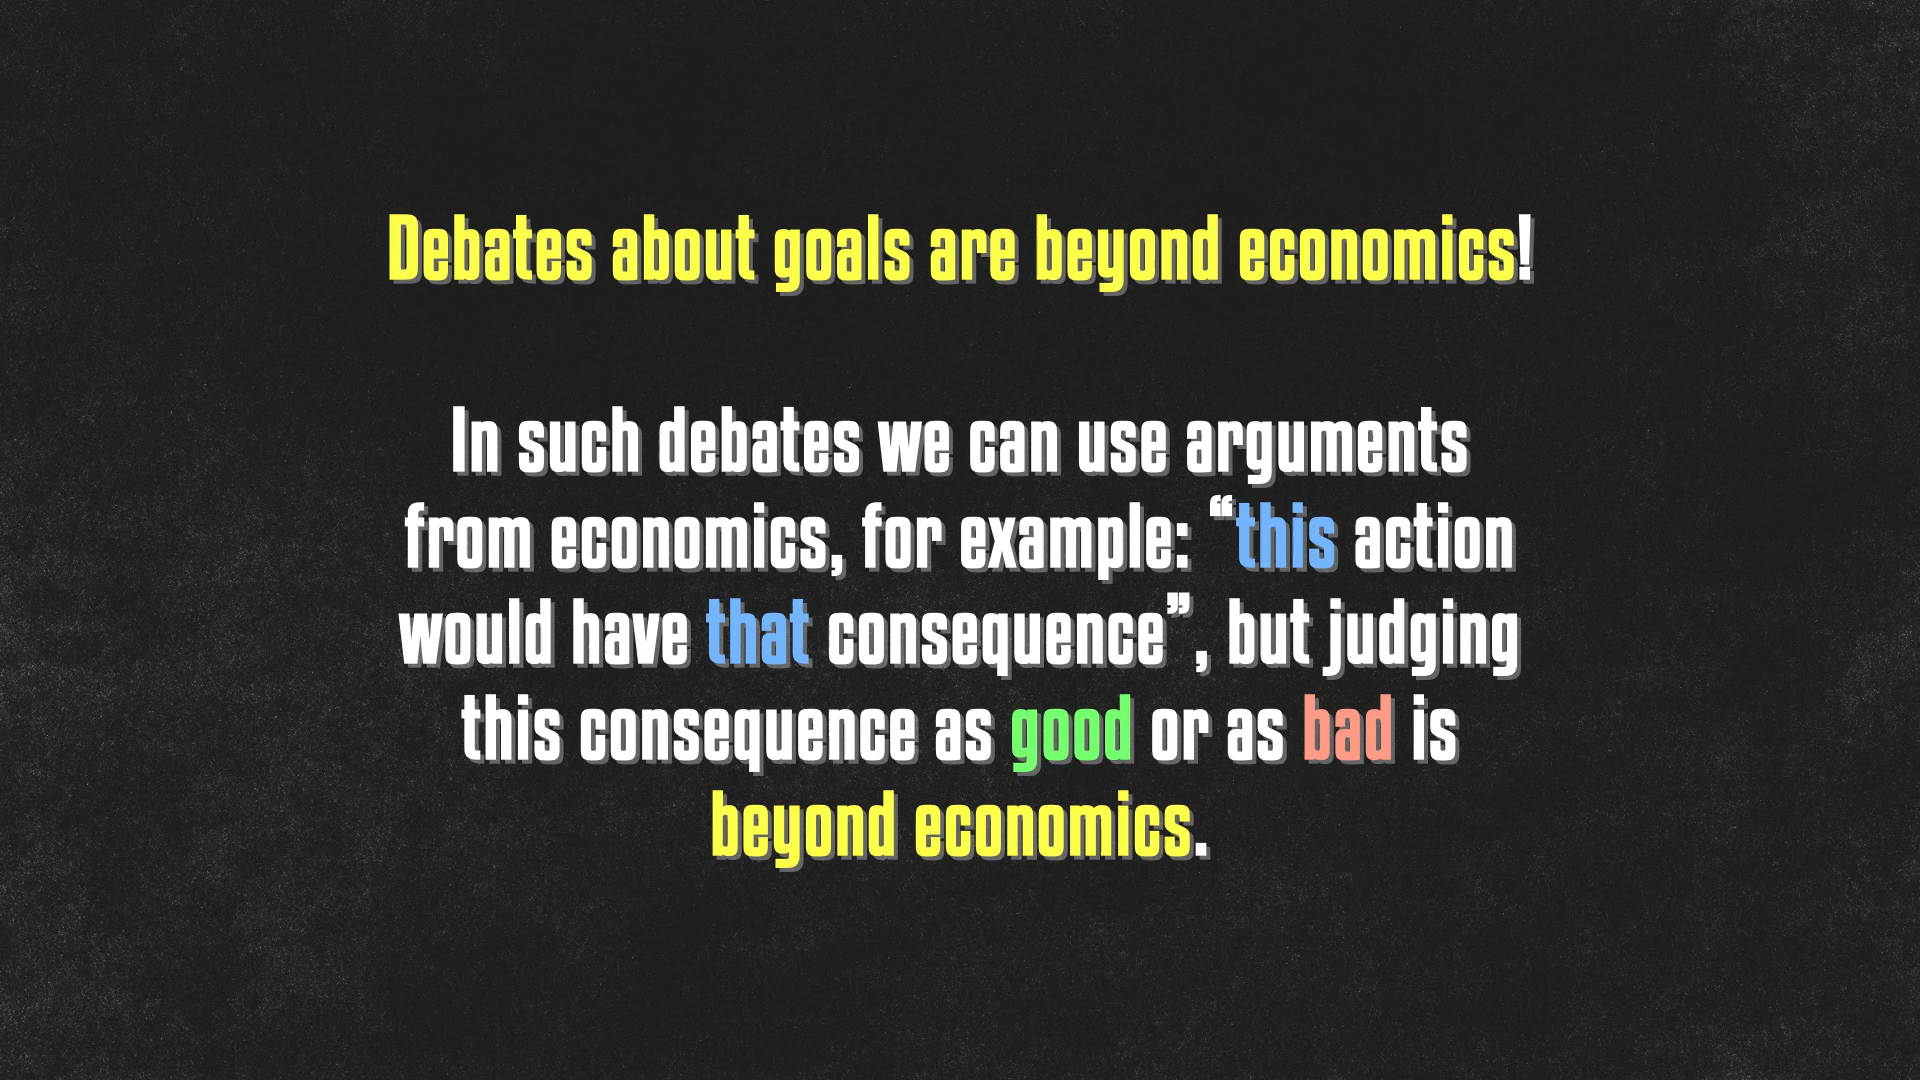 Debates about goals are beyond economics!
In such debates we can use arguments
from economics, for example: “this action
would have that consequence”, but judging
this consequence as good or as bad is
beyond economics.